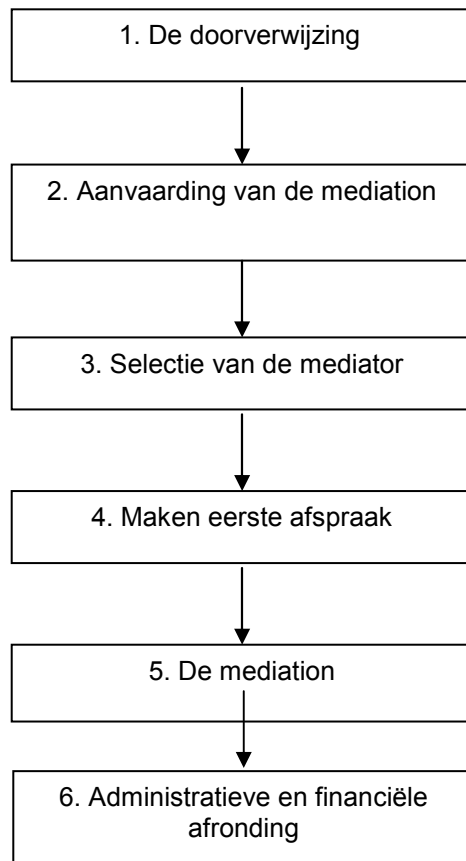 1. De doorverwijzing
2. Aanvaarding van de mediation
3. Selectie van de mediator
4. Maken eerste afspraak
5. De mediation
6. Administratieve en financiële
afronding